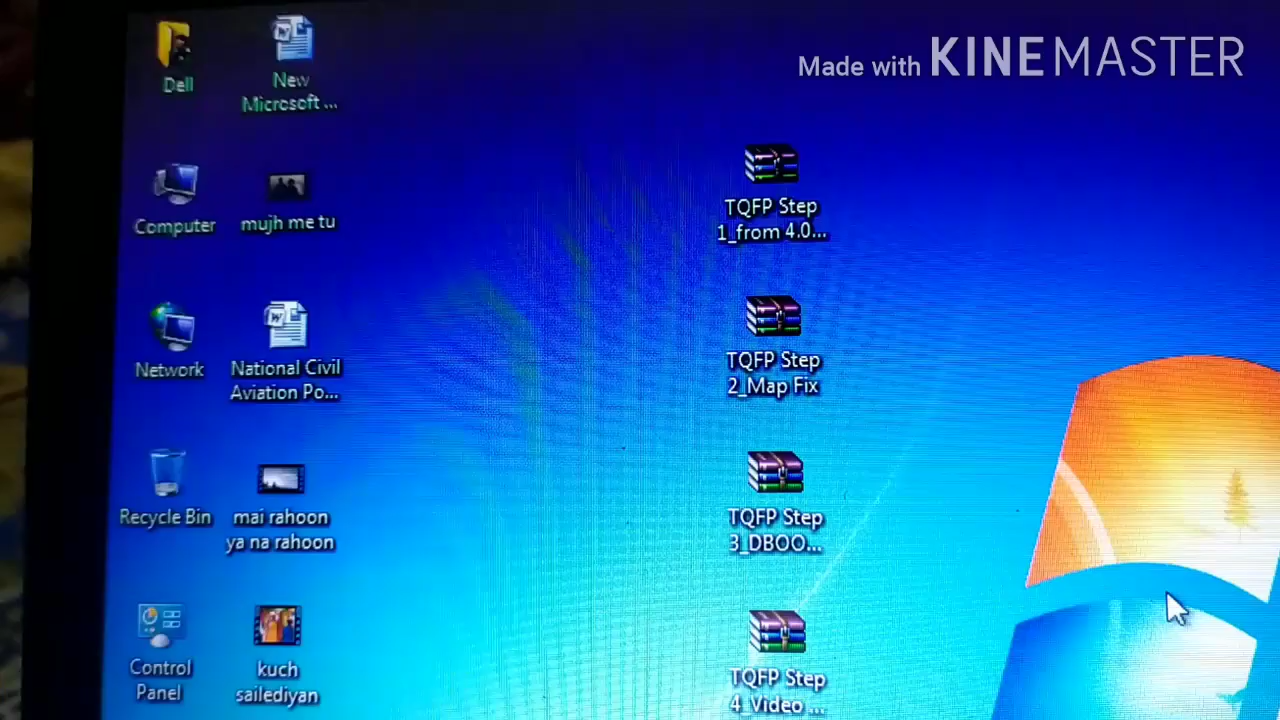 Made with KINEMASTER
Dell
New
Microsoft ...
Computer
mujh me tu
Network
National Civil
Aviation Po...
Recycle Bin
mai rahoon
ya na rahoon
Control
Panel
kuch
sailediyan
TQFP Step
1_from 4.0...
TQFP Step
2_Map Fix
TQFP Step
3_DBOO...
TQFP Step
4_Video ...